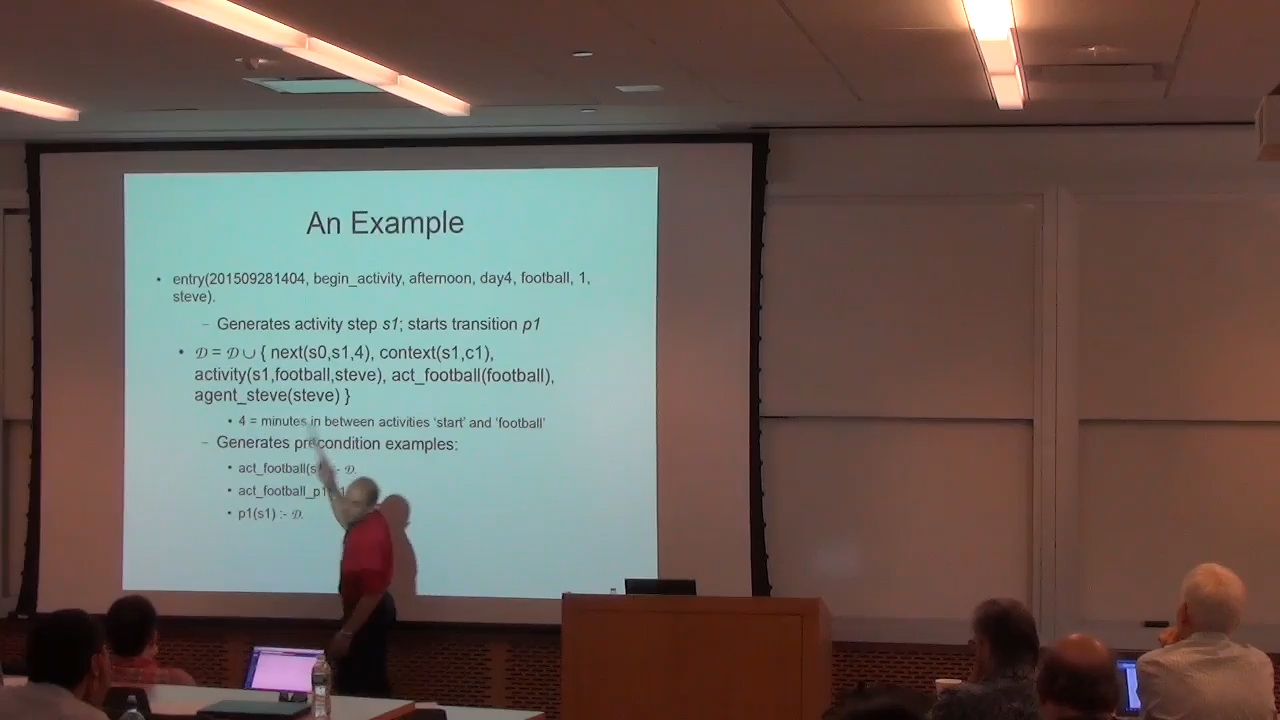 An Example
• entry(201509281404, begin_activity, afternoon, day4, football, 1,
steve).
– Generates activity step s1; starts transition p1
• 𝒟 = 𝒟 ∪ { next(s0,s1,4), context(s1,c1),
activity(s1,football,steve), act_football(football),
agent_steve(steve) }
• 4 = minutes in between activities ‘start’ and ‘football’
– Generates precondition examples:
• act_football(s :- 𝒟.
• act_football_p1
• p1(s1) :- 𝒟.